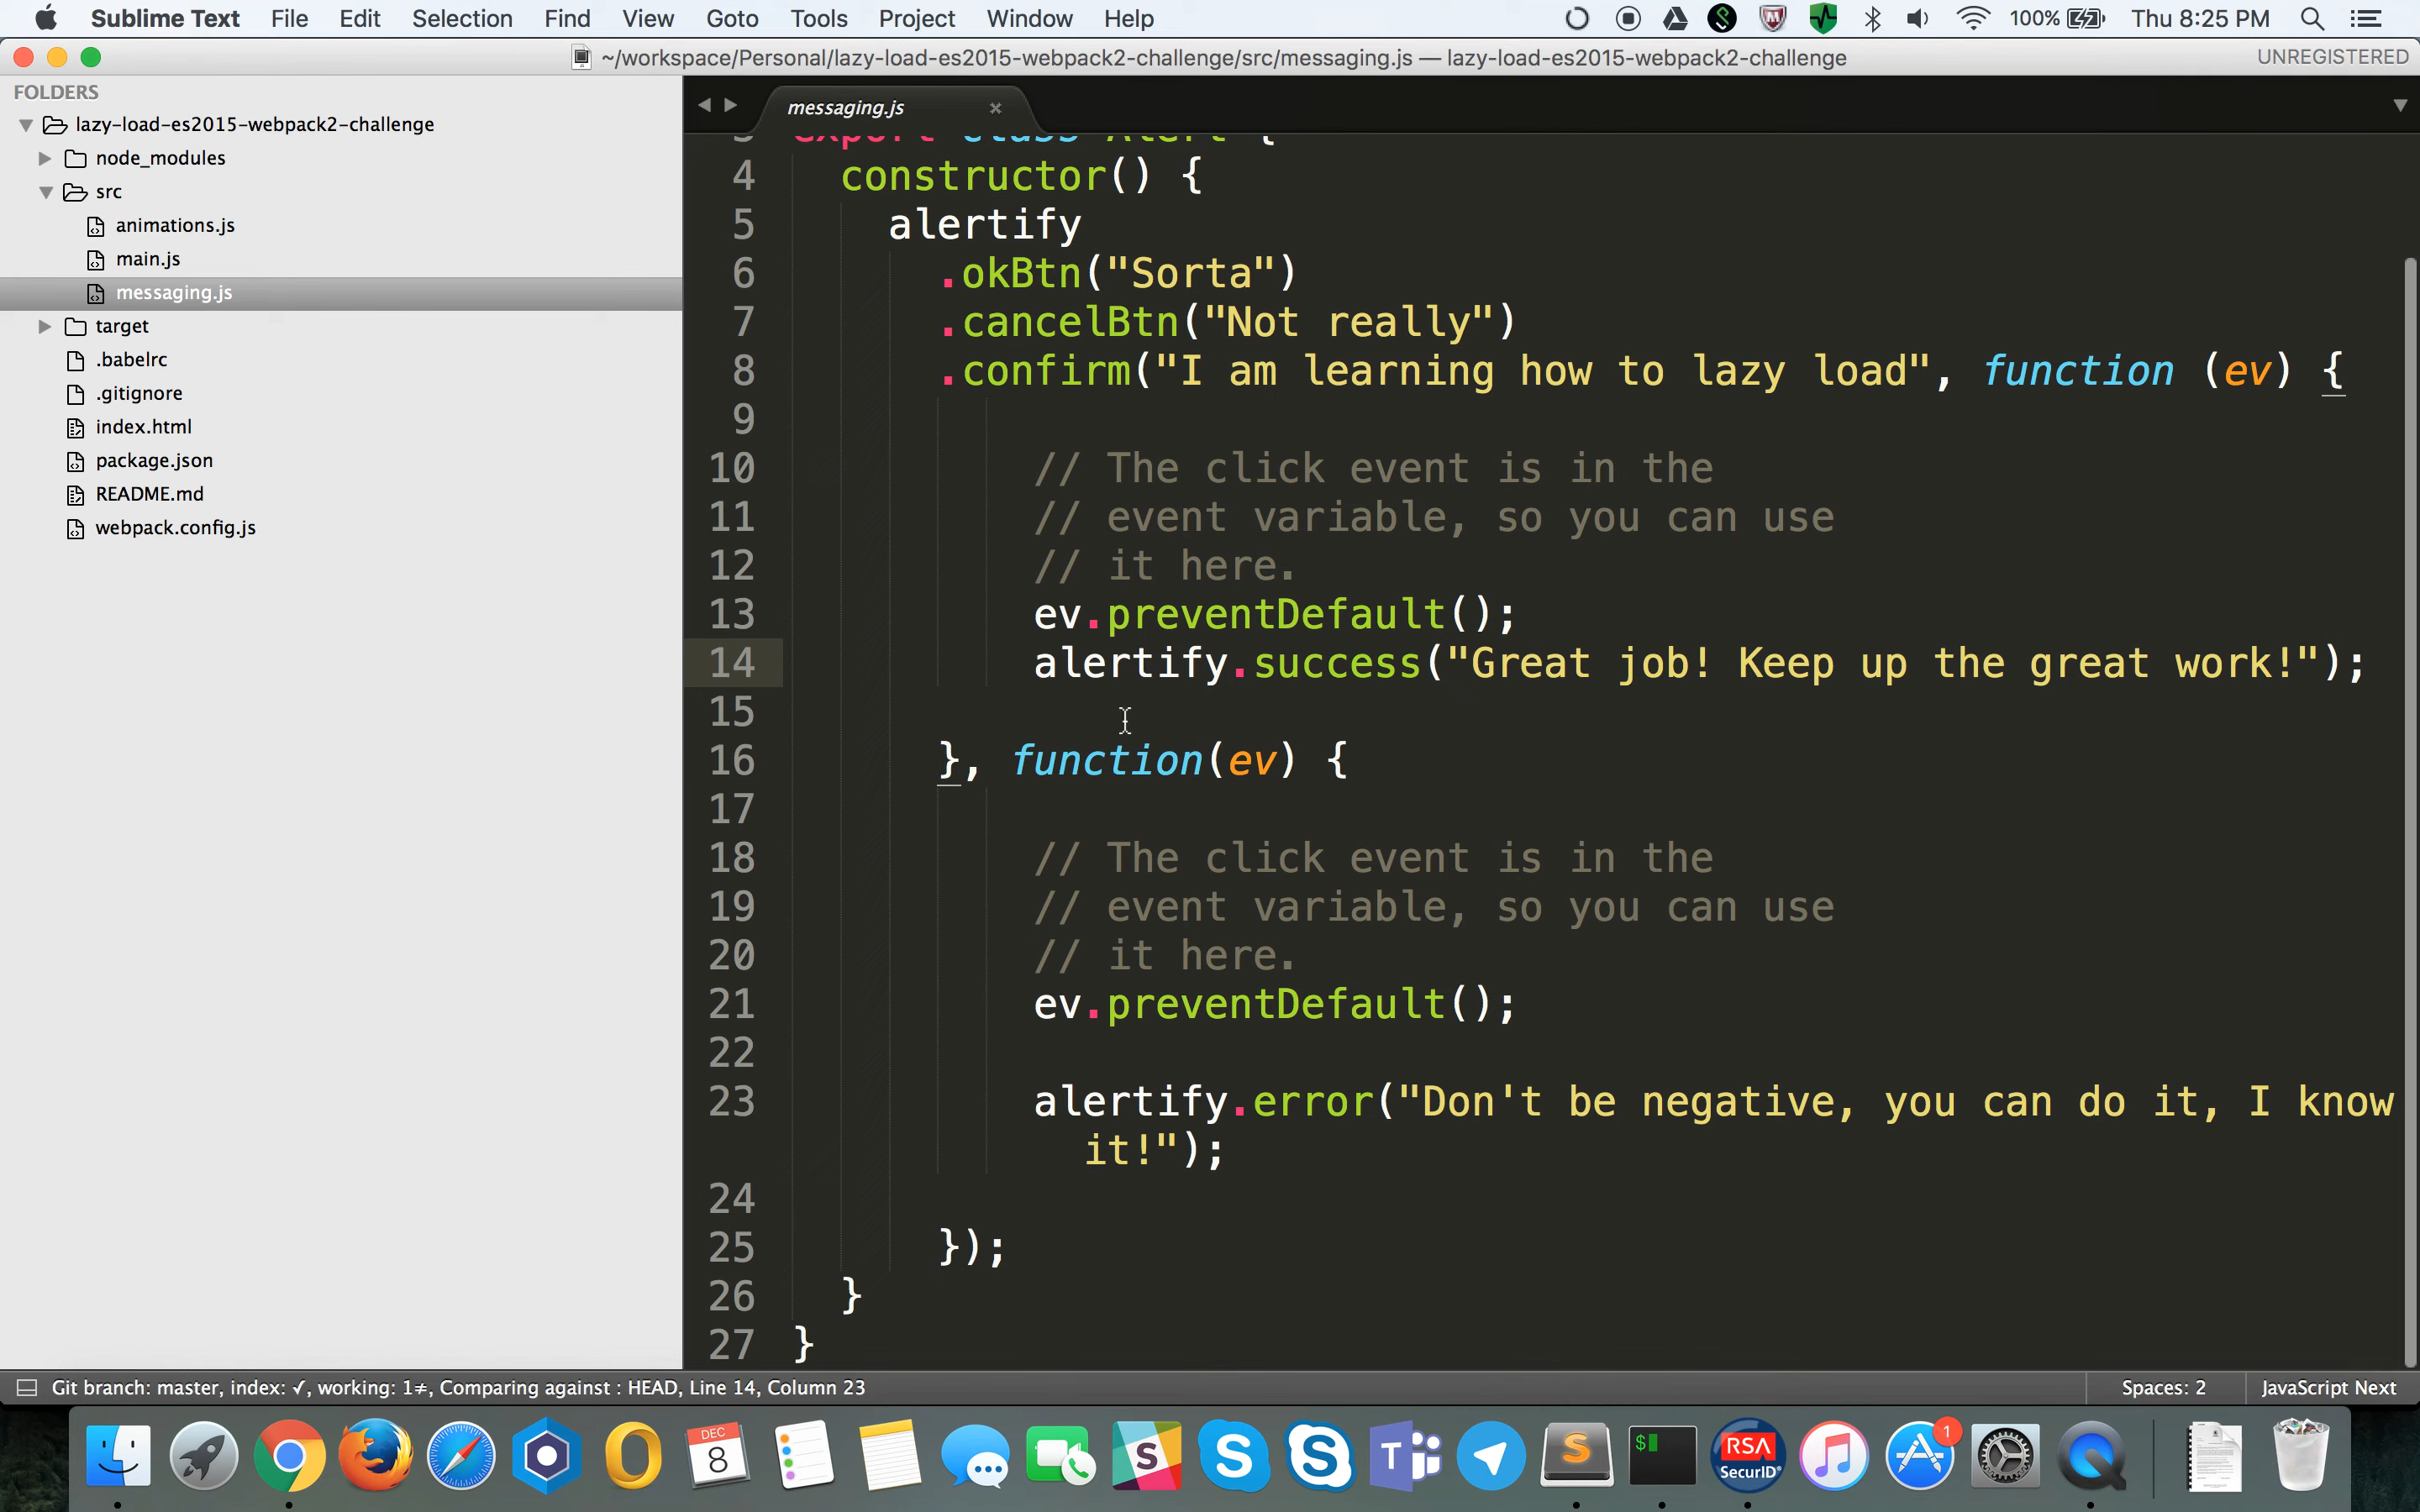 Sublime Text File Edit Selection Find View Goto Tools Project Window Help 100% Thu 8:25 PM
~/workspace/Personal/lazy-load-es2015-webpack2-challenge/src/messaging.js — lazy-load-es2015-webpack2-challenge UNREGISTERED
FOLDERS
lazy-load-es2015-webpack2-challenge
node_modules
src
animations.js
main.js
messaging.js
target
.babelrc
.gitignore
index.html
package.json
README.md
webpack.config.js
messaging.js
3 export class Alert {
4 constructor() {
5 alertify
6 .okBtn("Sorta")
7 .cancelBtn("Not really")
8 .confirm("I am learning how to lazy load", function (ev) {
9
10 // The click event is in the
11 // event variable, so you can use
12 // it here.
13 ev.preventDefault();
14 alertify.success("Great job! Keep up the great work!");
15
16 }, function(ev) {
17
18 // The click event is in the
19 // event variable, so you can use
20 // it here.
21 ev.preventDefault();
22
23 alertify.error("Don't be negative, you can do it, I know
it!");
24
25 });
26 }
27 }
Git branch: master, index: ✓, working: 1≠, Comparing against : HEAD, Line 14, Column 23 Spaces: 2 JavaScript Next
DEC
8
S
S
S
T
S
$
RSA
SecurID®
1